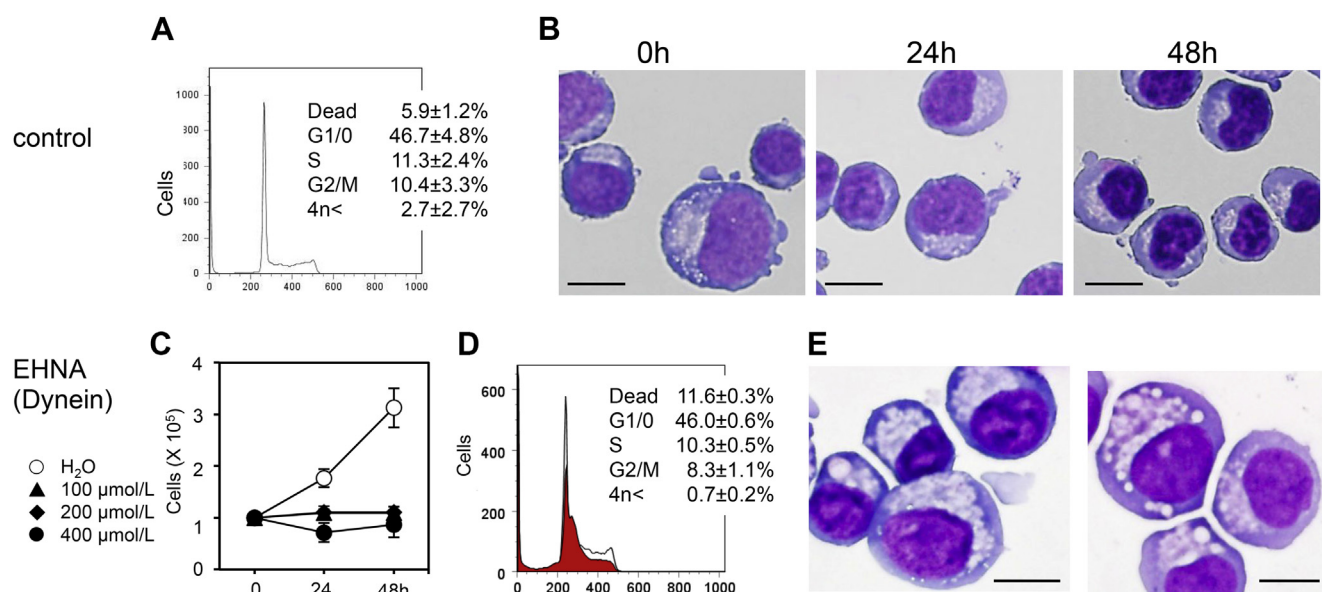 A
B
0h
24h
48h
control
Cells
1000
300
500
400
200
0
0
200
400
600
800
1000
Dead 5.9±1.2%
G1/0 46.7±4.8%
S 11.3±2.4%
G2/M 10.4±3.3%
4n< 2.7±2.7%
EHNA
(Dynein)
H₂O
100 µmol/L
200 µmol/L
400 µmol/L
C
Cells (X 10⁵)
4
3
2
1
0
0
24
48h
D
Cells
600
400
200
0
0
200
400
600
800
1000
Dead 11.6±0.3%
G1/0 46.0±0.6%
S 10.3±0.5%
G2/M 8.3±1.1%
4n< 0.7±0.2%
E